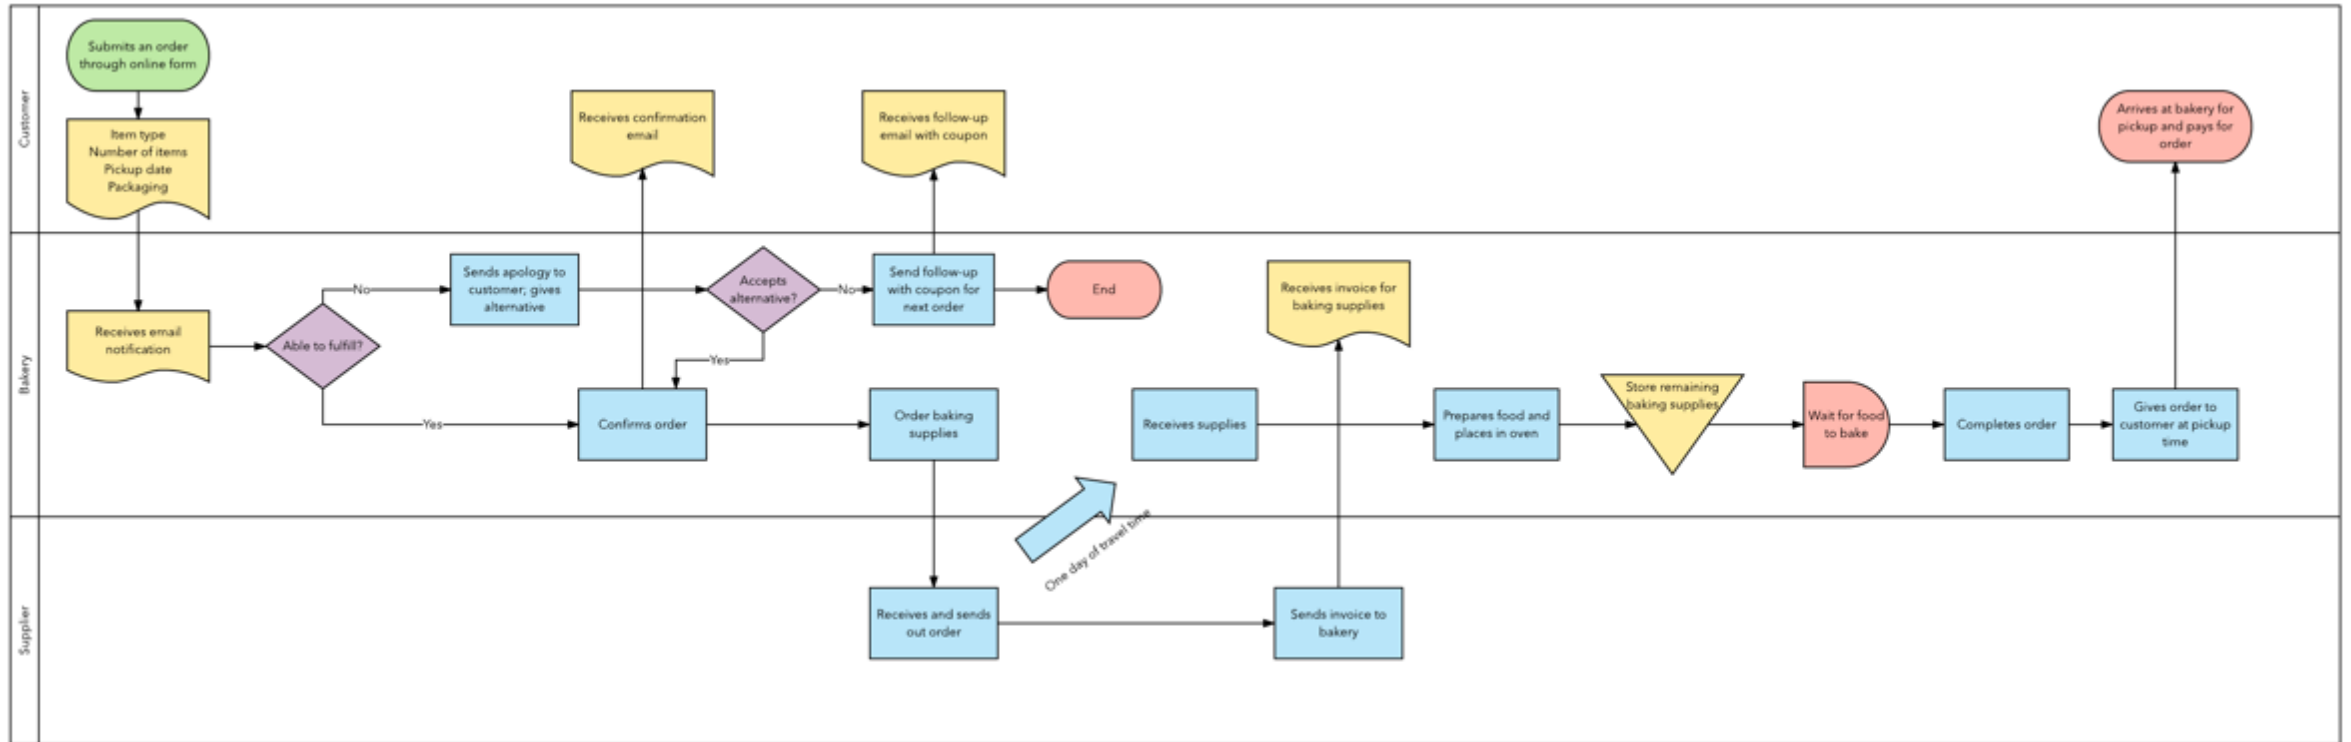 Customer
Submits an order
through online form
Item type
Number of items
Pickup date
Packaging
Receives confirmation
email
Receives follow-up
email with coupon
Arrives at bakery for
pickup and pays for
order
Bakery
Receives email
notification
Able to fulfill?
No
Sends apology to
customer; gives
alternative
Accepts
alternative?
No
Send follow-up
with coupon for
next order
End
Yes
Yes
Confirms order
Order baking
supplies
Receives supplies
Receives invoice for
baking supplies
Prepares food and
places in oven
Store remaining
baking supplies
Wait for food
to bake
Completes order
Gives order to
customer at pickup
time
One day of travel time
Supplier
Receives and sends
out order
Sends invoice to
bakery